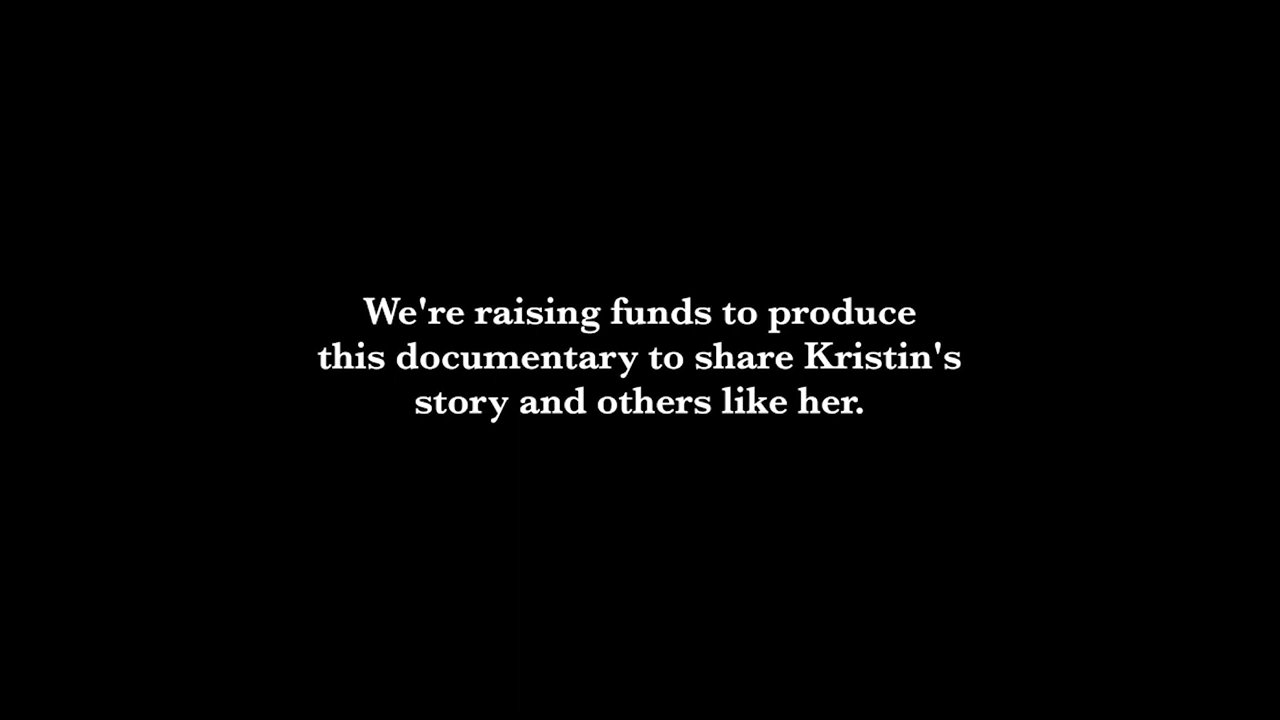 We're raising funds to produce
this documentary to share Kristin's
story and others like her.